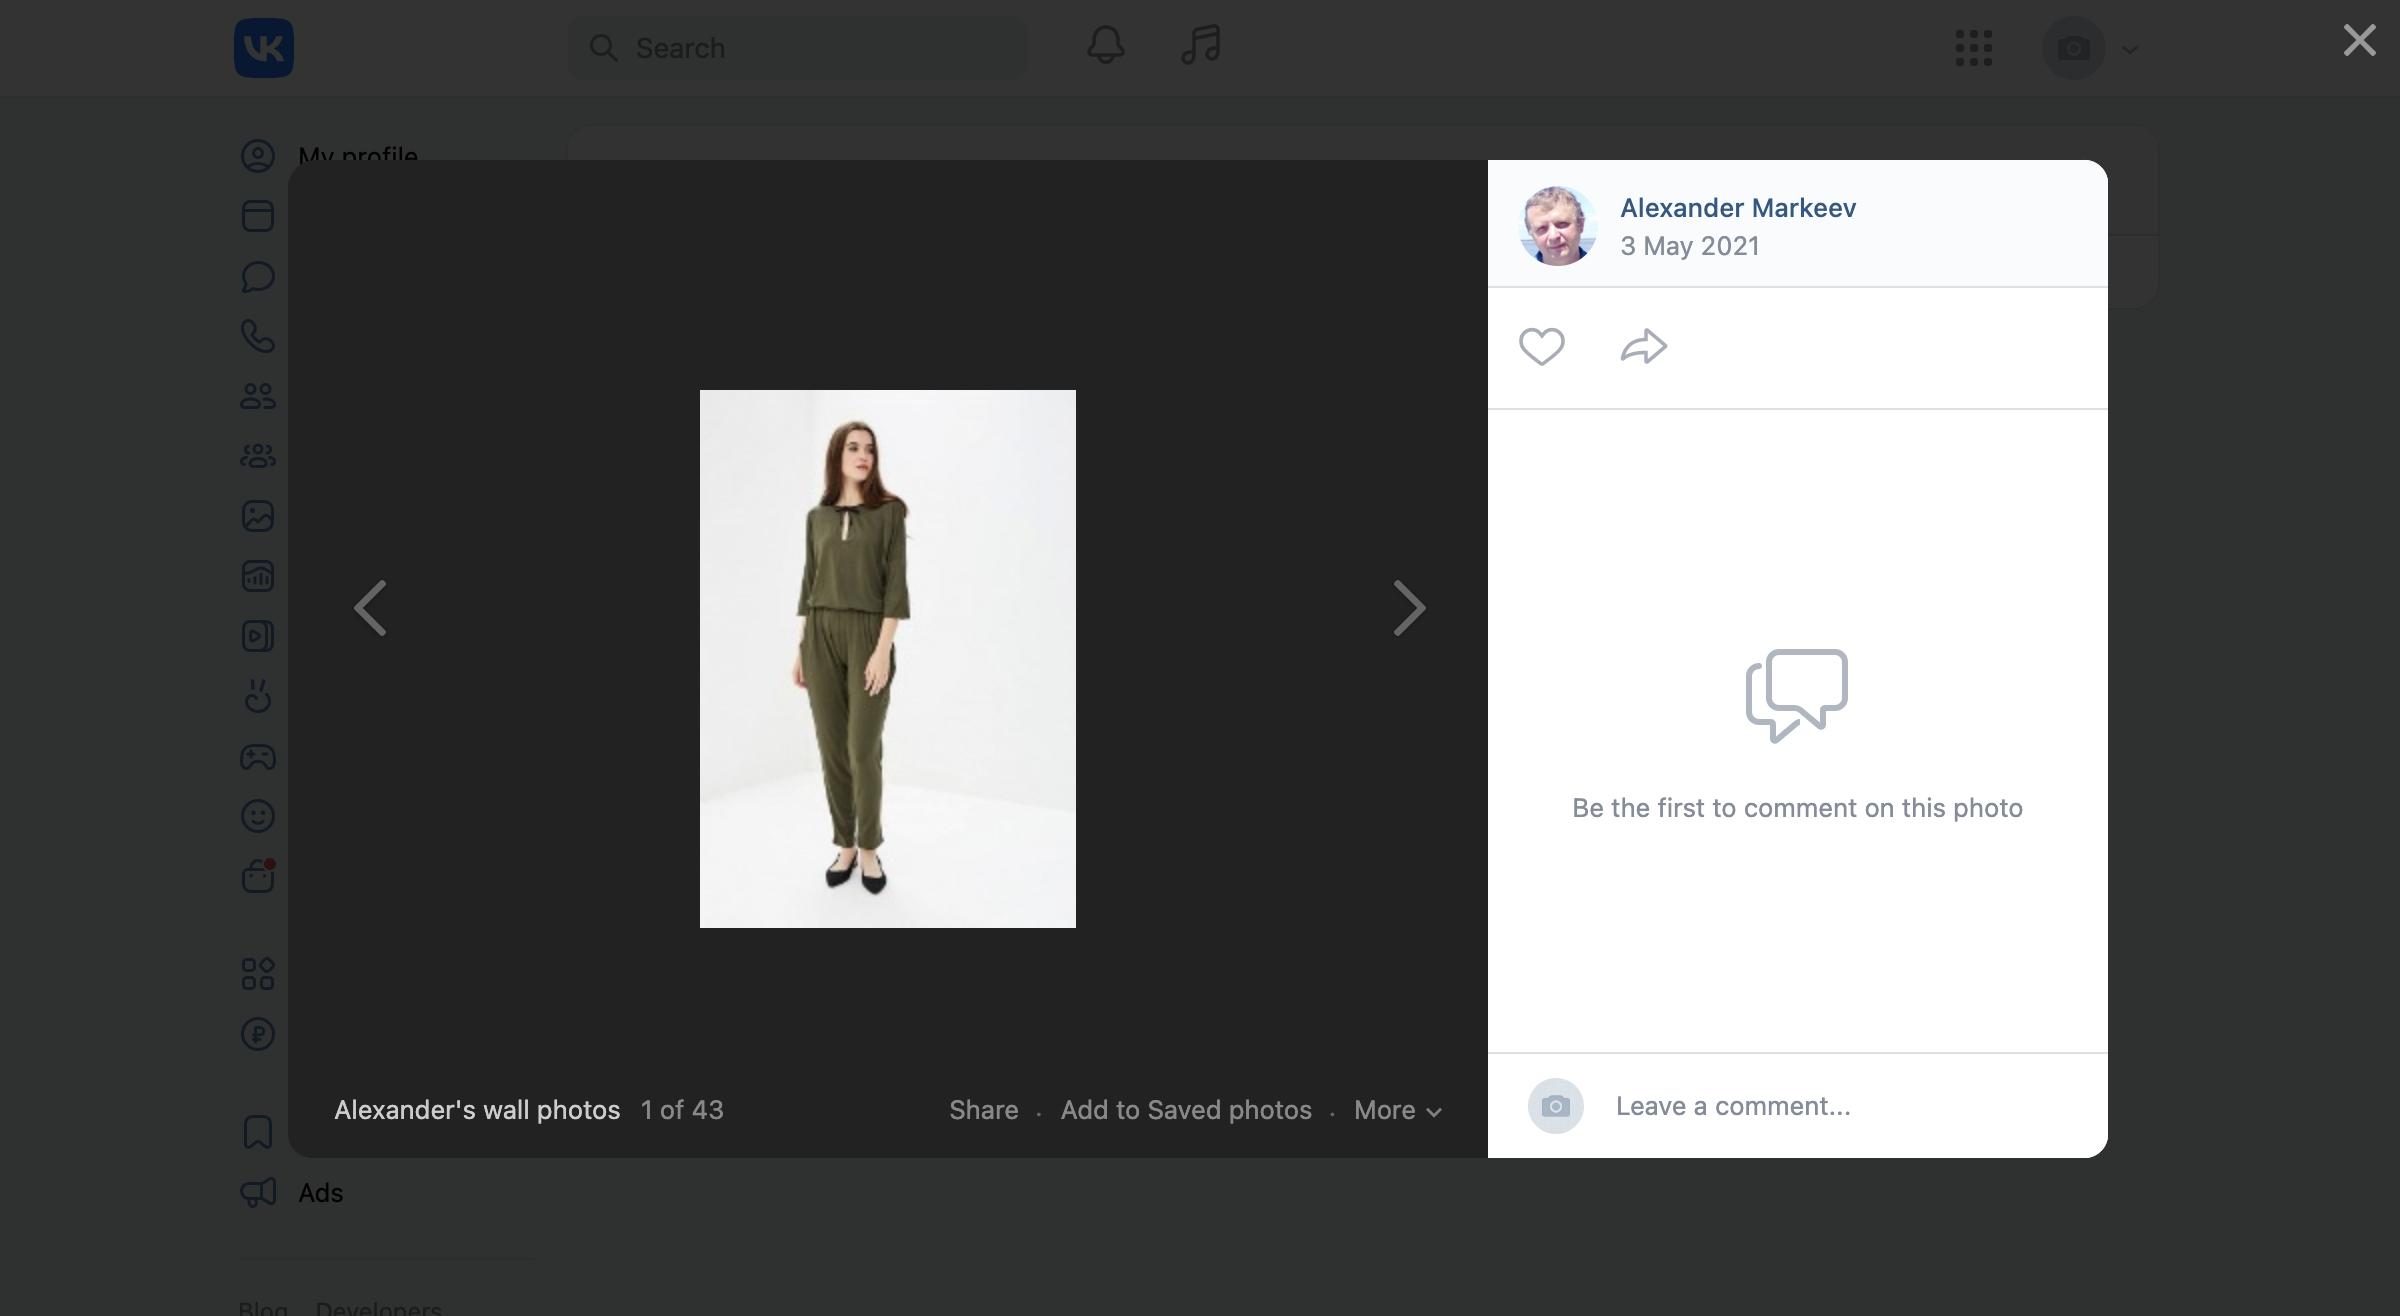 VK
Search
My profile
Alexander Markeev
3 May 2021
Be the first to comment on this photo
Alexander's wall photos 1 of 43
Share · Add to Saved photos · More
Leave a comment...
Ads
Blog Developers